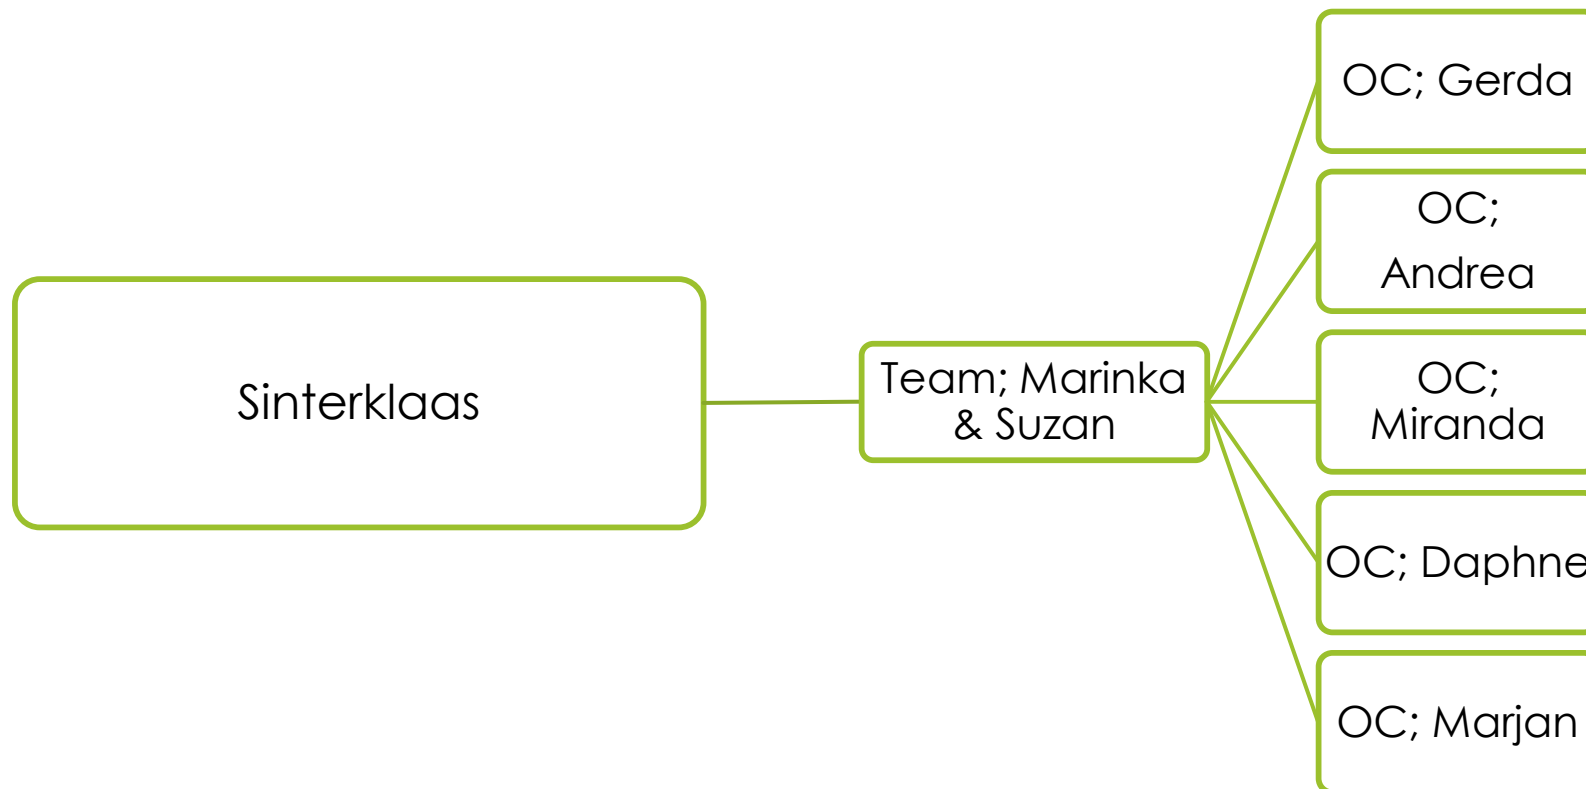 Sinterklaas
Team; Marinka
& Suzan
OC; Gerda
OC;
Andrea
OC;
Miranda
OC; Daphne
OC; Marjan